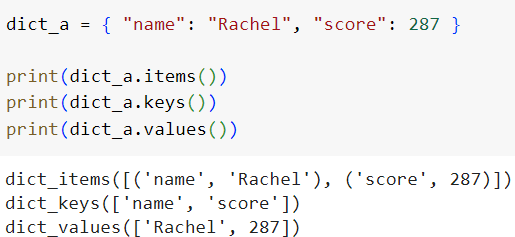 dict_a = { "name": "Rachel", "score": 287 }
print(dict_a.items())
print(dict_a.keys())
print(dict_a.values())
dict_items([('name', 'Rachel'), ('score', 287)])
dict_keys(['name', 'score'])
dict_values(['Rachel', 287])